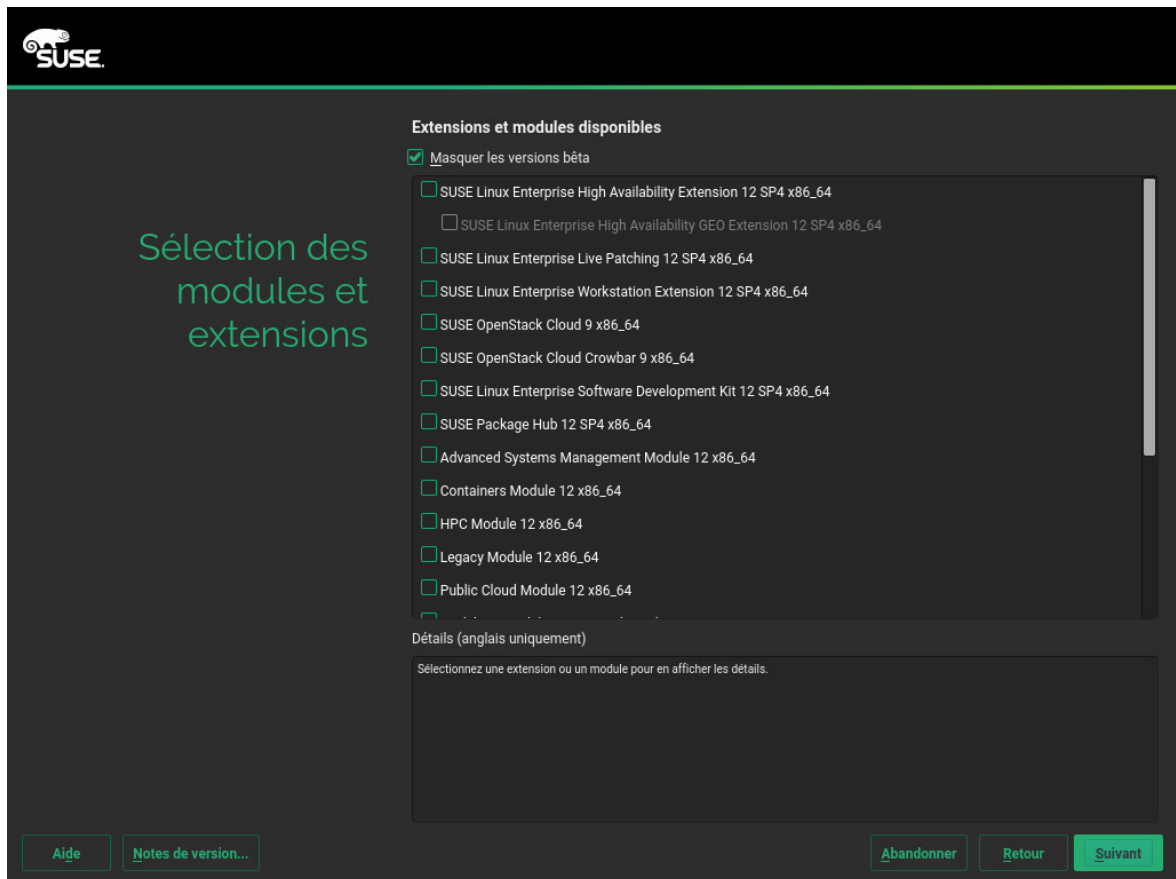 SUSE.
Extensions et modules disponibles
Masquer les versions bêta
SUSE Linux Enterprise High Availability Extension 12 SP4 x86_64
SUSE Linux Enterprise High Availability GEO Extension 12 SP4 x86_64
SUSE Linux Enterprise Live Patching 12 SP4 x86_64
SUSE Linux Enterprise Workstation Extension 12 SP4 x86_64
SUSE OpenStack Cloud 9 x86_64
SUSE OpenStack Cloud Crowbar 9 x86_64
SUSE Linux Enterprise Software Development Kit 12 SP4 x86_64
SUSE Package Hub 12 SP4 x86_64
Advanced Systems Management Module 12 x86_64
Containers Module 12 x86_64
HPC Module 12 x86_64
Legacy Module 12 x86_64
Public Cloud Module 12 x86_64
Sélection des
modules et
extensions
Détails (anglais uniquement)
Sélectionnez une extension ou un module pour en afficher les détails.
Aide
Notes de version...
Abandonner
Retour
Suivant